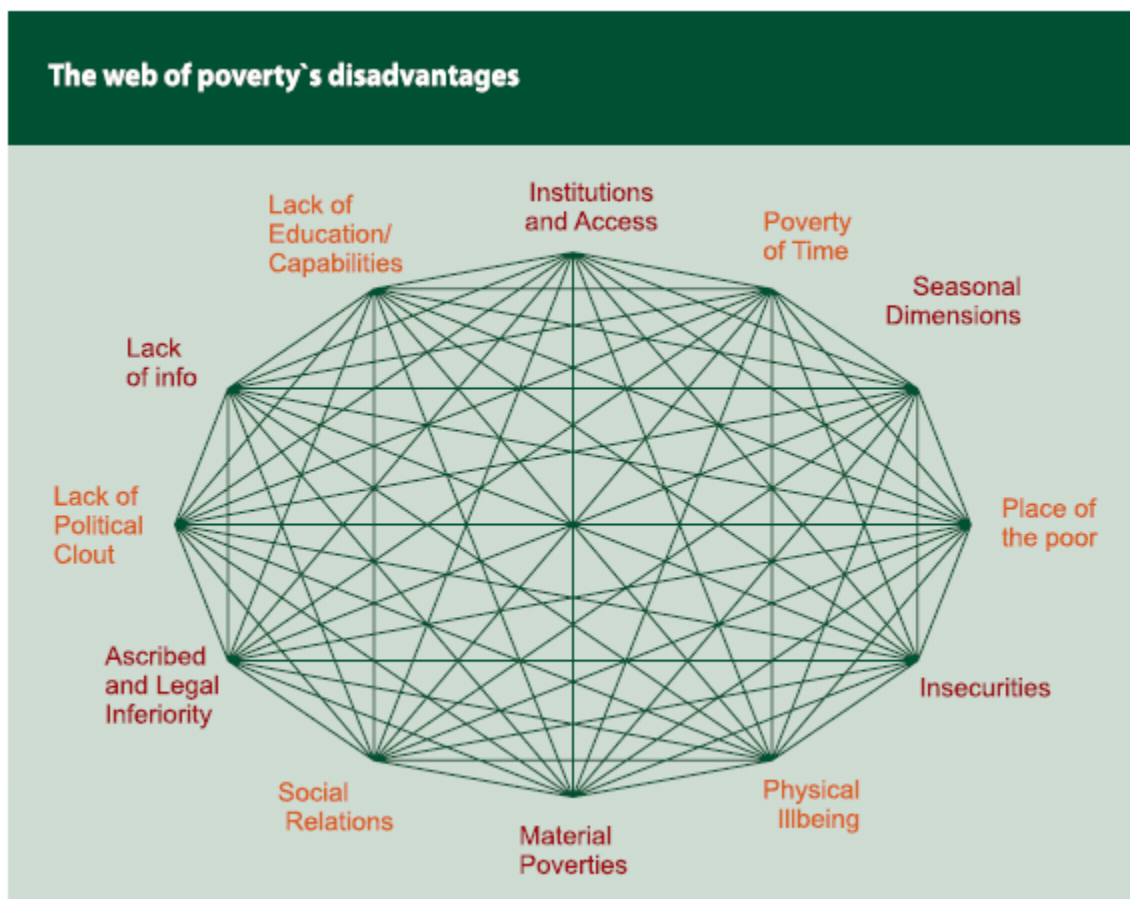 The web of poverty`s disadvantages
Institutions
and Access
Lack of
Education/
Capabilities
Poverty
of Time
Seasonal
Dimensions
Lack
of info
Lack of
Political
Clout
Place of
the poor
Ascribed
and Legal
Inferiority
Insecurities
Social
Relations
Physical
Illbeing
Material
Poverties